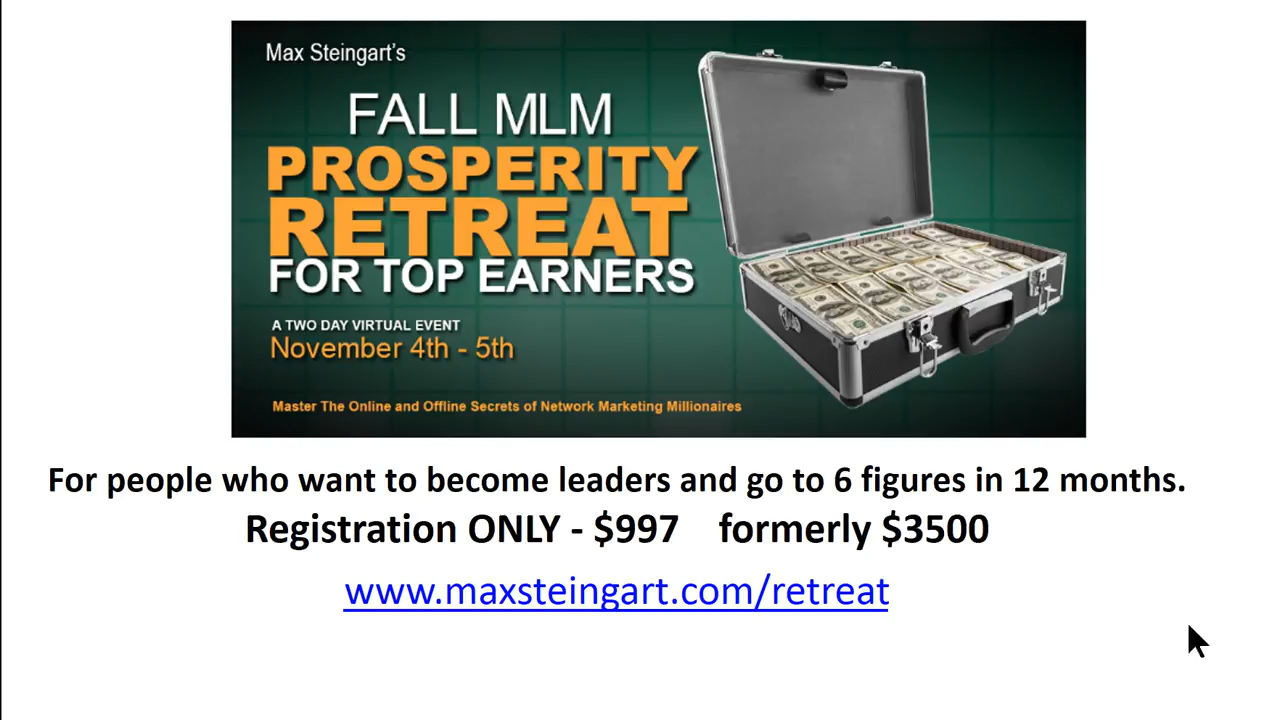 Max Steingart's
FALL MLM
PROSPERITY
RETREAT
FOR TOP EARNERS
A TWO DAY VIRTUAL EVENT
November 4th - 5th
Master The Online and Offline Secrets of Network Marketing Millionaires
For people who want to become leaders and go to 6 figures in 12 months.
Registration ONLY - $997 formerly $3500
www.maxsteingart.com/retreat